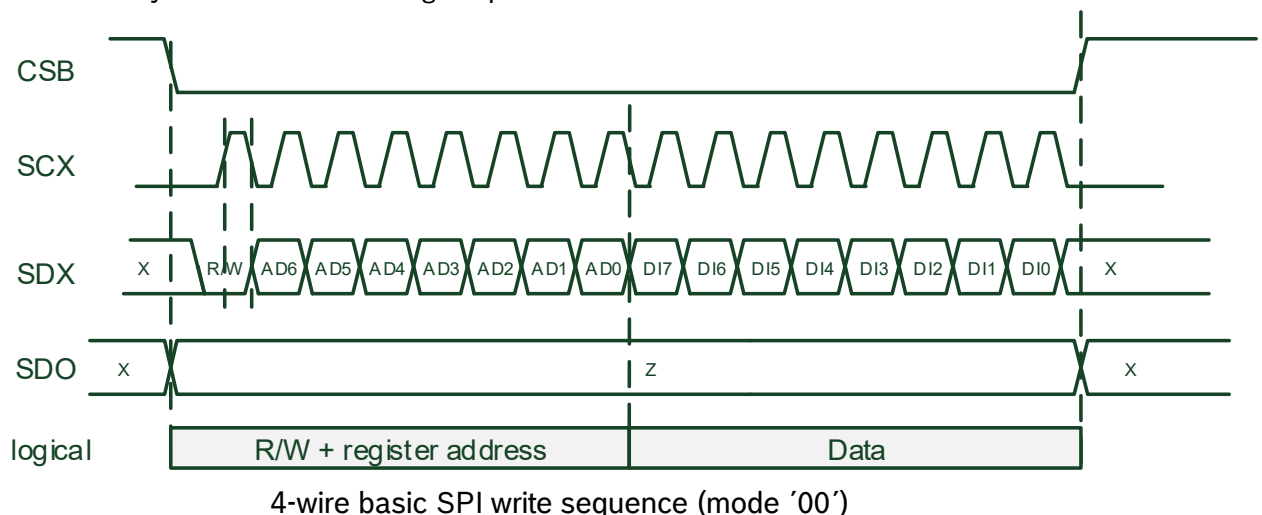 CSB
SCX
SDX X R/W AD6 AD5 AD4 AD3 AD2 AD1 AD0 DI7 DI6 DI5 DI4 DI3 DI2 DI1 DI0 X
SDO X Z X
logical R/W + register address Data
4-wire basic SPI write sequence (mode ´00´)